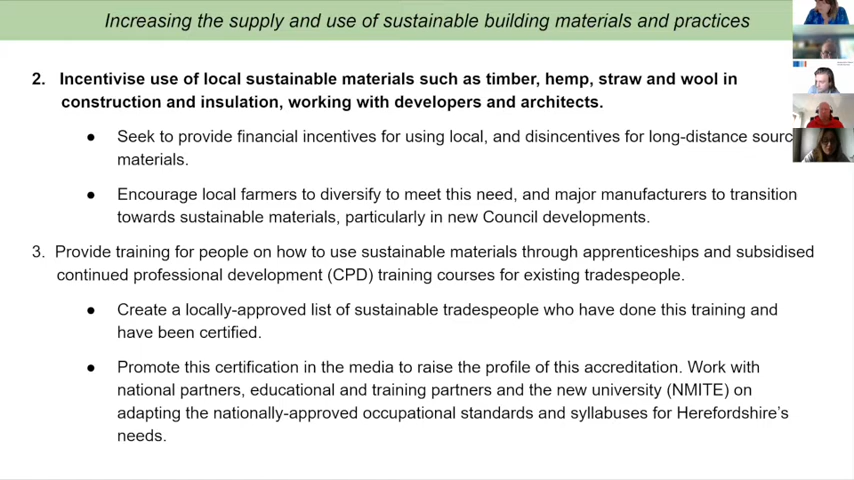 Increasing the supply and use of sustainable building materials and practices
2. Incentivise use of local sustainable materials such as timber, hemp, straw and wool in
construction and insulation, working with developers and architects.
● Seek to provide financial incentives for using local, and disincentives for long-distance
materials.
● Encourage local farmers to diversify to meet this need, and major manufacturers to transition
towards sustainable materials, particularly in new Council developments.
3. Provide training for people on how to use sustainable materials through apprenticeships and subsidised
continued professional development (CPD) training courses for existing tradespeople.
● Create a locally-approved list of sustainable tradespeople who have done this training and
have been certified.
● Promote this certification in the media to raise the profile of this accreditation. Work with
national partners, educational and training partners and the new university (NMITE) on
adapting the nationally-approved occupational standards and syllabuses for Herefordshire's
needs.